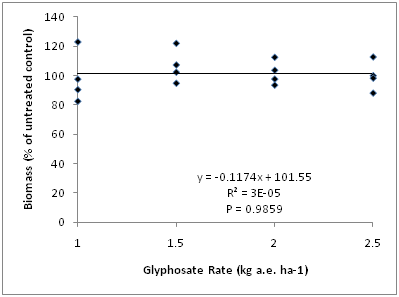 140
120
100
80
60
40
20
0
Biomass (% of untreated control)
y = -0.1174x + 101.55
R² = 3E-05
P = 0.9859
1 1.5 2 2.5
Glyphosate Rate (kg a.e. ha-1)